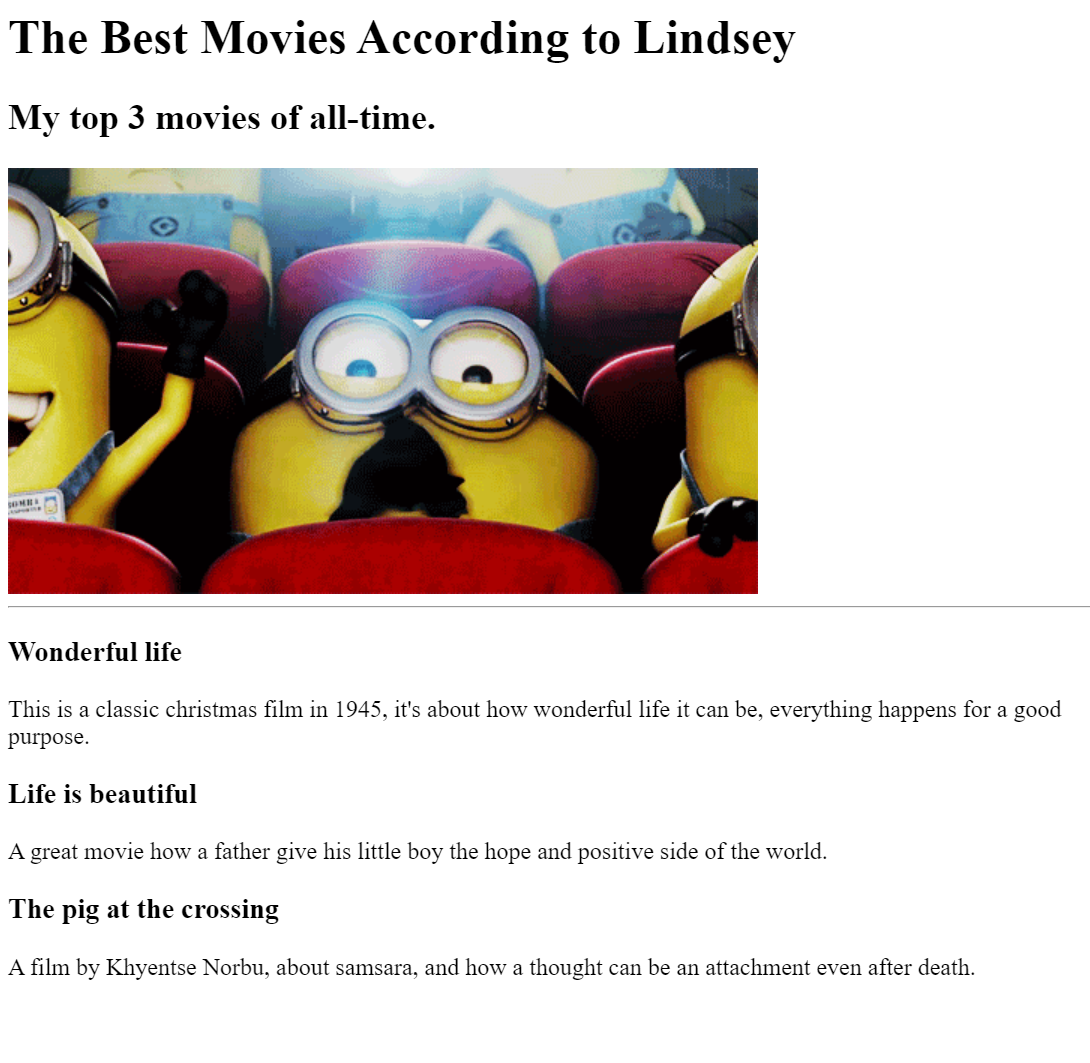 The Best Movies According to Lindsey
My top 3 movies of all-time.
Wonderful life
This is a classic christmas film in 1945, it's about how wonderful life it can be, everything happens for a good
purpose.
Life is beautiful
A great movie how a father give his little boy the hope and positive side of the world.
The pig at the crossing
A film by Khyentse Norbu, about samsara, and how a thought can be an attachment even after death.